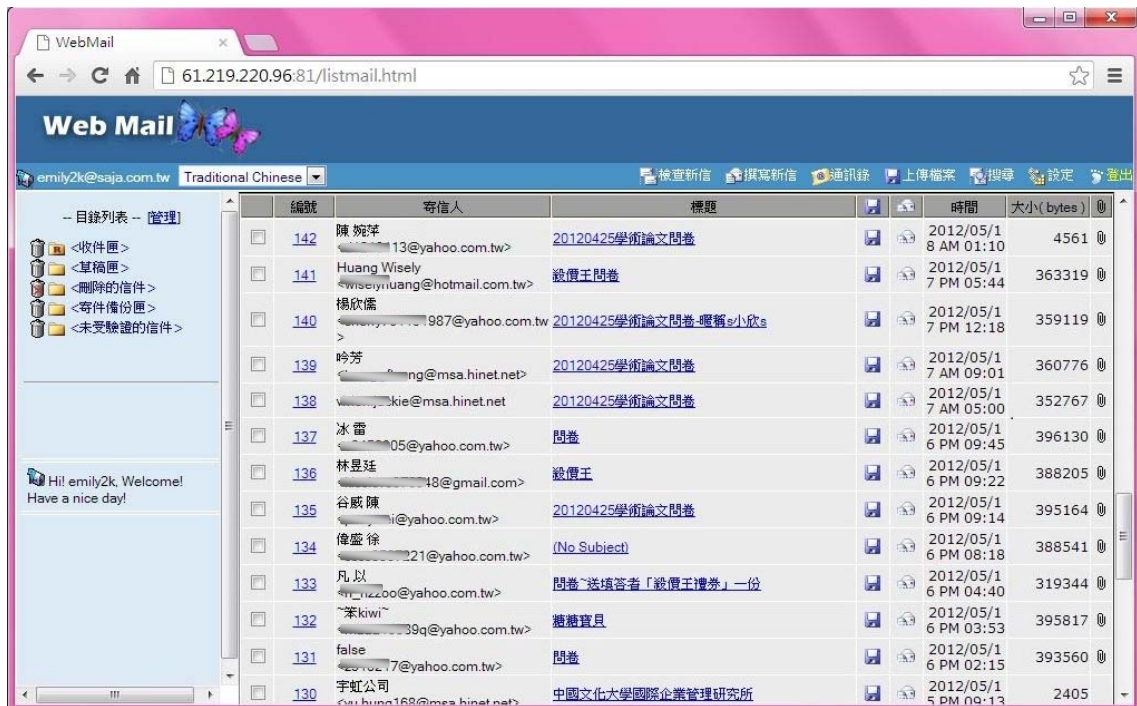 WebMail
61.219.220.96:81/listmail.html
Web Mail
emily2k@saja.com.tw Traditional Chinese 檢查新信 撰寫新信 通訊錄 上傳檔案 搜尋 設定 登出
-- 目錄列表 -- [管理]
<收件匣>
<草稿匣>
<刪除的信件>
<寄件備份匣>
<未受驗證的信件>
Hi! emily2k, Welcome!
Have a nice day!
編號 寄信人 標題 時間 大小(bytes)
142 陳 婉萍 13@yahoo.com.tw> 20120425學術論文問卷 2012/05/1
8 AM 01:10 4561
141 Huang Wisely
<wiselyhuang@hotmail.com.tw> 殺價王問卷 2012/05/1
7 PM 05:44 363319
140 楊欣儒
987@yahoo.com.tw
> 20120425學術論文問卷-暱稱s小欣s 2012/05/1
7 PM 12:18 359119
139 吟芳
ng@msa.hinet.net> 20120425學術論文問卷 2012/05/1
7 AM 09:01 360776
138 kie@msa.hinet.net 20120425學術論文問卷 2012/05/1
7 AM 05:00 352767
137 冰 雷
05@yahoo.com.tw> 問卷 2012/05/1
6 PM 09:45 396130
136 林昱廷
48@gmail.com> 殺價王 2012/05/1
6 PM 09:22 388205
135 谷威 陳
i@yahoo.com.tw> 20120425學術論文問卷 2012/05/1
6 PM 09:14 395164
134 偉盛 徐
221@yahoo.com.tw> (No Subject) 2012/05/1
6 PM 08:18 388541
133 凡 以
zoo@yahoo.com.tw> 問卷~送填答者「殺價王禮券」一份 2012/05/1
6 PM 04:40 319344
132 ~笨kiwi~
39q@yahoo.com.tw> 糖糖寶貝 2012/05/1
6 PM 03:53 395817
131 false
7@yahoo.com.tw> 問卷 2012/05/1
6 PM 02:15 393560
130 宇虹公司
<yu.hung168@msa.hinet.net> 中國文化大學國際企業管理研究所 2012/05/1
5 PM 09:13 2405